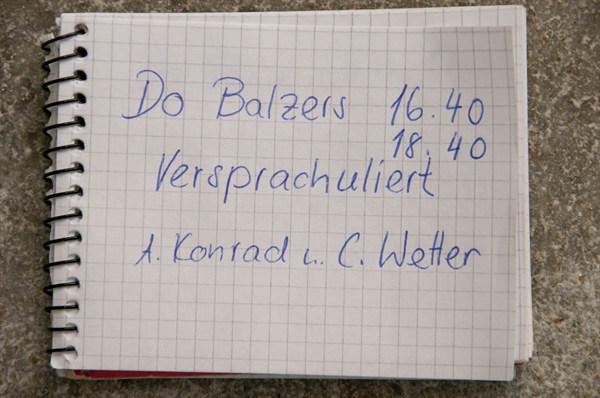 Do Balzers 16.40
18.40
Versprachuliert
A. Konrad u. C. Wetter